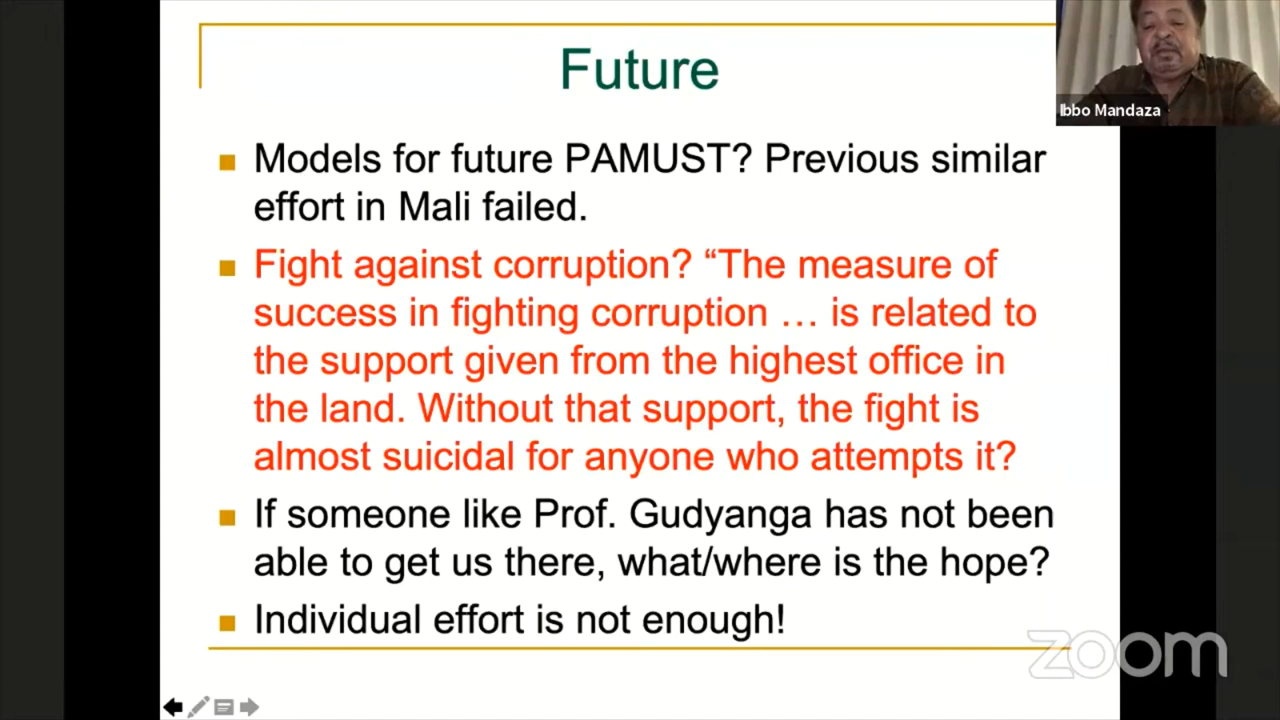 Future
Ibbo Mandaza
Models for future PAMUST? Previous similar
effort in Mali failed.
Fight against corruption? “The measure of
success in fighting corruption … is related to
the support given from the highest office in
the land. Without that support, the fight is
almost suicidal for anyone who attempts it?
If someone like Prof. Gudyanga has not been
able to get us there, what/where is the hope?
Individual effort is not enough!
zoom